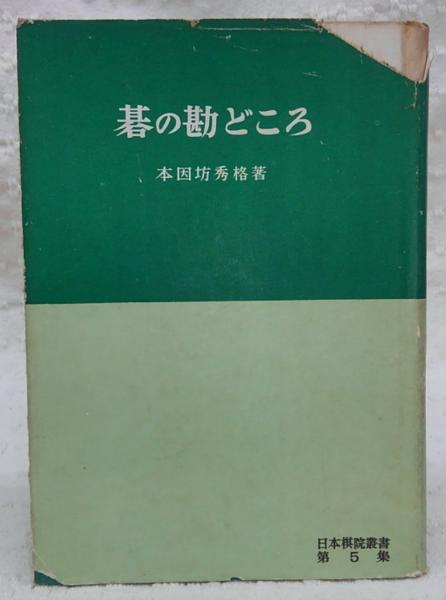 碁の勘どころ
本因坊秀格著
日本棋院叢書
第 5 集